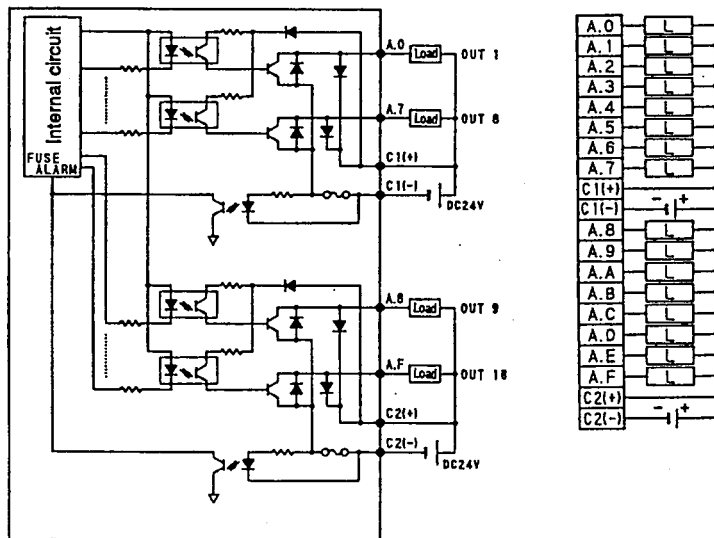 Internal circuit
FUSE
ALARM
A.0
Load
OUT 1
A.7
Load
OUT 8
C1(+)
C1(-)
DC24V
A.8
Load
OUT 9
A.F
Load
OUT 16
C2(+)
C2(-)
DC24V
A.0 L
A.1 L
A.2 L
A.3 L
A.4 L
A.5 L
A.6 L
A.7 L
C1(+)
C1(-) - +
A.8 L
A.9 L
A.A L
A.B L
A.C L
A.D L
A.E L
A.F L
C2(+)
C2(-) - +